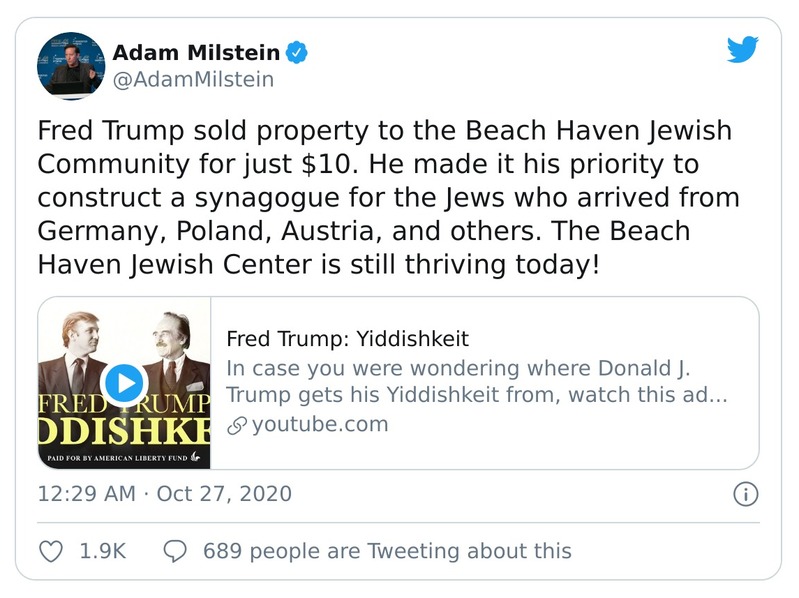 Adam Milstein
@AdamMilstein
Fred Trump sold property to the Beach Haven Jewish
Community for just $10. He made it his priority to
construct a synagogue for the Jews who arrived from
Germany, Poland, Austria, and others. The Beach
Haven Jewish Center is still thriving today!
FRED TRUMP
DDISHKE
PAID FOR BY AMERICAN LIBERTY FUND
Fred Trump: Yiddishkeit
In case you were wondering where Donald J.
Trump gets his Yiddishkeit from, watch this ad...
youtube.com
12:29 AM · Oct 27, 2020
1.9K 689 people are Tweeting about this